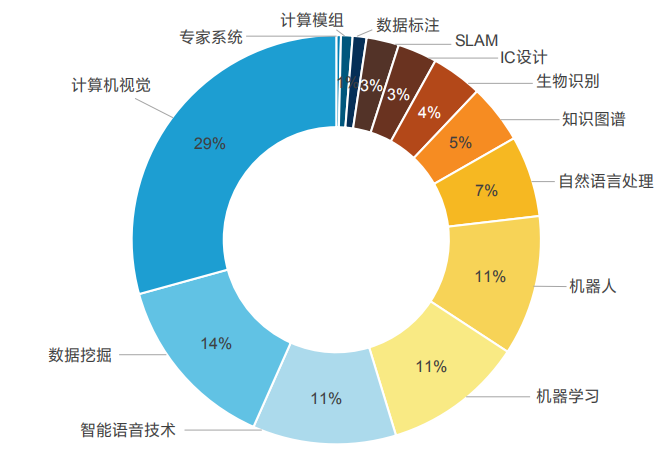 计算模组
数据标注
专家系统
SLAM
IC设计
计算机视觉
生物识别
3%
3%
4%
知识图谱
29%
5%
自然语言处理
7%
11%
机器人
14%
数据挖掘
11%
11%
机器学习
智能语音技术